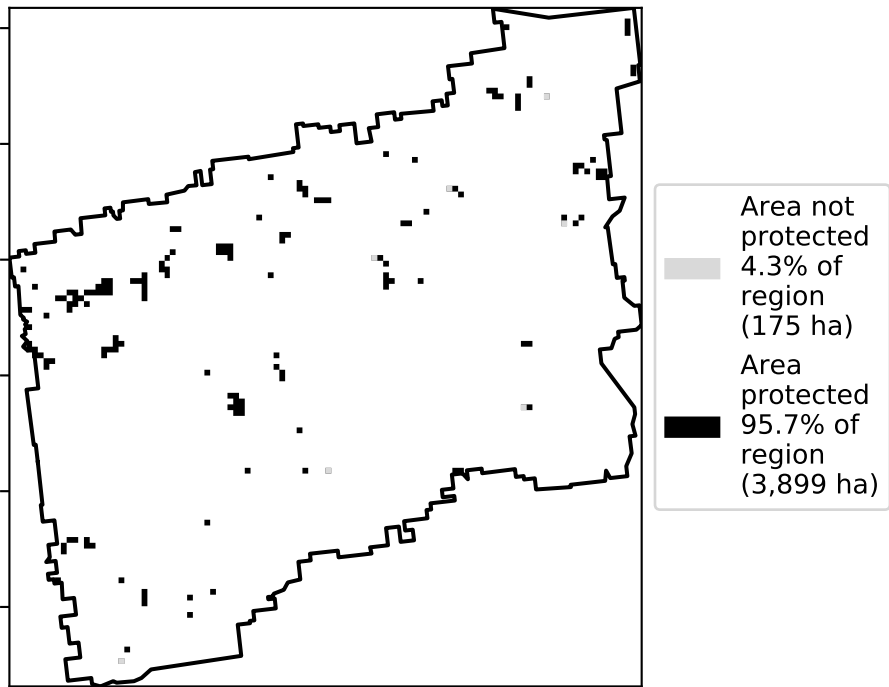 Area not
protected
4.3% of
region
(175 ha)
Area
protected
95.7% of
region
(3,899 ha)